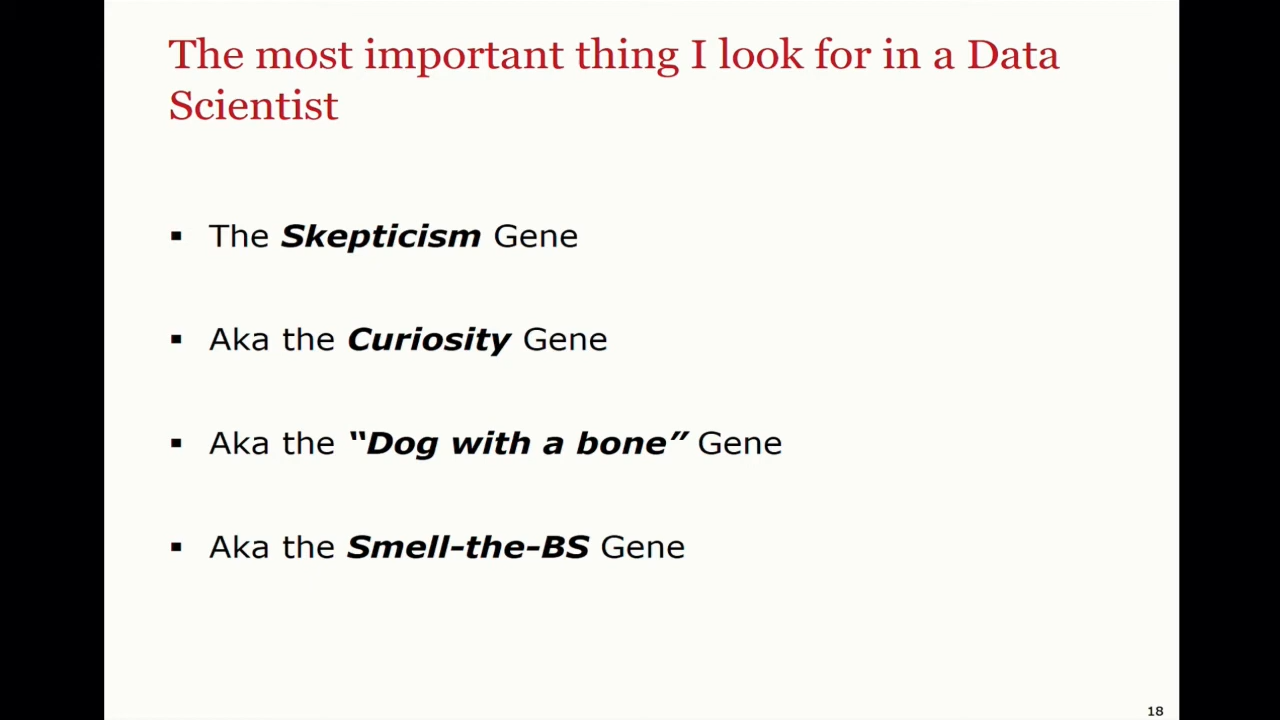 The most important thing I look for in a Data
Scientist
▪ The Skepticism Gene
▪ Aka the Curiosity Gene
▪ Aka the “Dog with a bone” Gene
▪ Aka the Smell-the-BS Gene
18